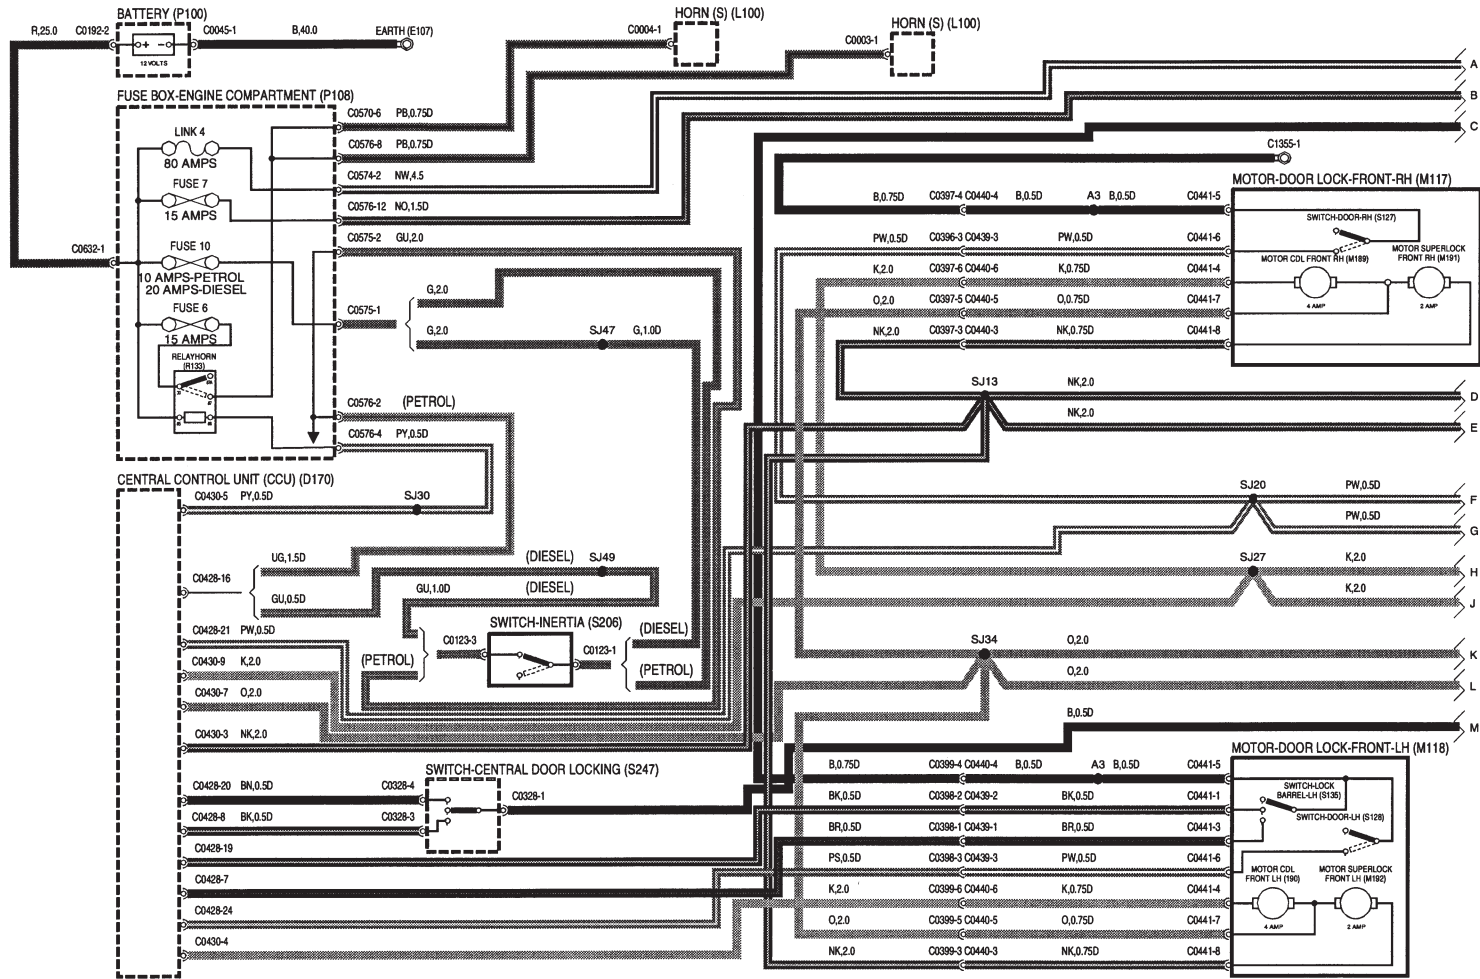 BATTERY (P100)
R,25.0
C0192-2
+ -
12 VOLTS
C0045-1
B,40.0
EARTH (E107)
C0004-1
HORN (S) (L100)
C0003-1
HORN (S) (L100)
A
B
C
FUSE BOX-ENGINE COMPARTMENT (P108)
C0632-1
LINK 4
80 AMPS
FUSE 7
15 AMPS
FUSE 10
10 AMPS-PETROL
20 AMPS-DIESEL
FUSE 6
15 AMPS
RELAYHORN
(R133)
C0570-6 PB,0.75D
C0576-8 PB,0.75D
C0574-2 NW,4.5
C0576-12 NO,1.5D
C0575-2 GU,2.0
C0575-1
G,2.0
G,2.0
SJ47
G,1.0D
C0576-2 (PETROL)
C0576-4 PY,0.5D
C1355-1
MOTOR-DOOR LOCK-FRONT-RH (M117)
B,0.75D C0397-4 C0440-4 B,0.5D A3 B,0.5D C0441-5
PW,0.5D C0396-3 C0439-3 PW,0.5D C0441-6
K,2.0 C0397-6 C0440-6 K,0.75D C0441-4
O,2.0 C0397-5 C0440-5 O,0.75D C0441-7
NK,2.0 C0397-3 C0440-3 NK,0.75D C0441-8
SWITCH-DOOR-RH (S127)
MOTOR CDL FRONT RH (M189)
MOTOR SUPERLOCK
FRONT RH (M191)
4 AMP
2 AMP
SJ13
NK,2.0
D
NK,2.0
E
CENTRAL CONTROL UNIT (CCU) (D170)
C0430-5 PY,0.5D
SJ30
C0428-16
UG,1.5D
GU,0.5D
(DIESEL)
SJ49
GU,1.0D
(DIESEL)
SWITCH-INERTIA (S206)
C0123-3
C0123-1
(DIESEL)
(PETROL)
(PETROL)
C0428-21 PW,0.5D
C0430-9 K,2.0
C0430-7 O,2.0
C0430-3 NK,2.0
SJ20
PW,0.5D
F
PW,0.5D
G
SJ27
K,2.0
H
K,2.0
J
SJ34
O,2.0
K
O,2.0
L
B,0.5D
M
SWITCH-CENTRAL DOOR LOCKING (S247)
C0428-20 BN,0.5D C0328-4
C0328-1
C0428-8 BK,0.5D C0328-3
C0428-19
C0428-7
C0428-24
C0430-4
MOTOR-DOOR LOCK-FRONT-LH (M118)
B,0.75D C0399-4 C0440-4 B,0.5D A3 B,0.5D C0441-5
BK,0.5D C0398-2 C0439-2 BK,0.5D C0441-1
BR,0.5D C0398-1 C0439-1 BR,0.5D C0441-3
PS,0.5D C0398-3 C0439-3 PW,0.5D C0441-6
K,2.0 C0399-6 C0440-6 K,0.75D C0441-4
O,2.0 C0399-5 C0440-5 O,0.75D C0441-7
NK,2.0 C0399-3 C0440-3 NK,0.75D C0441-8
SWITCH-LOCK
BARREL-LH (S135)
SWITCH-DOOR-LH (S128)
MOTOR CDL
FRONT LH (190)
MOTOR SUPERLOCK
FRONT LH (M192)
4 AMP
2 AMP